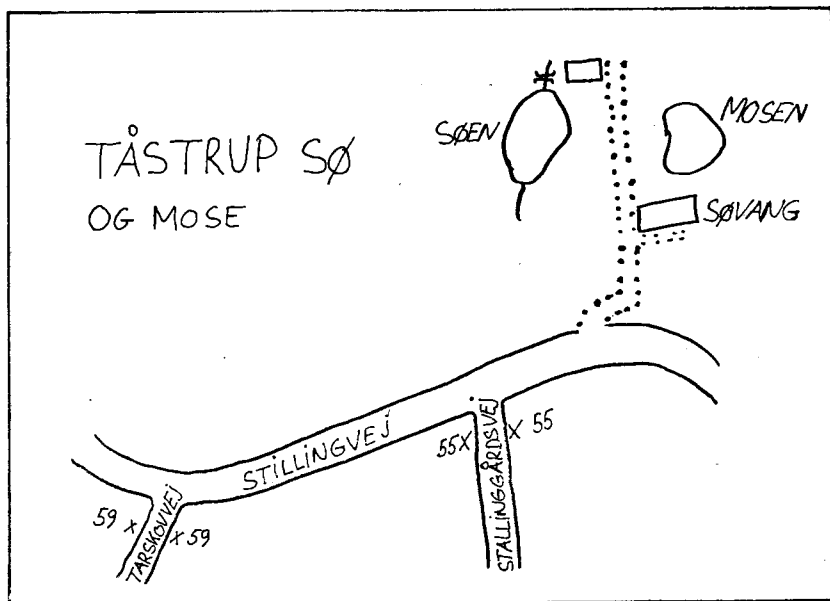 TÅSTRUP SØ
OG MOSE
SØEN
MOSEN
SØVANG
STILLINGVEJ
55X
X 55
STALLINGGÅRDSVEJ
59 X
X 59
TARSKOVVEJ